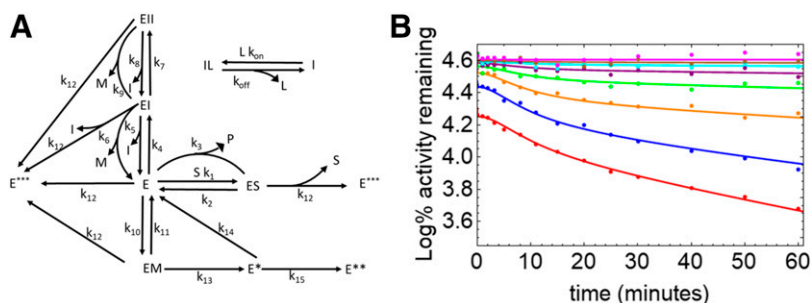 A
EII
k12
k8
k7
M
k9
I
EI
I
k12
k6
k5
M
I
k4
k3
P
E***
k12
E
S k1
k2
ES
S
k12
E***
k12
k10
k11
k14
EM
k13
E*
k15
E**
L kon
IL
I
koff
L
B
Log% activity remaining
4.6
4.4
4.2
4.0
3.8
3.6
0 10 20 30 40 50 60
time (minutes)